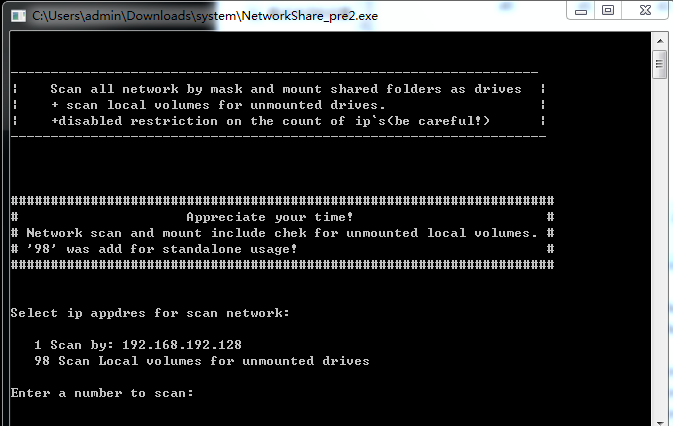 C:\Users\admin\Downloads\system\NetworkShare_pre2.exe
------------------------------------------------------------------
¦    Scan all network by mask and mount shared folders as drives  ¦
¦    + scan local volumes for unmounted drives.                   ¦
¦    +disabled restriction on the count of ip`s(be careful!)      ¦
-------------------------------------------------------------------
####################################################################
#                     Appreciate your time!                        #
# Network scan and mount include chek for unmounted local volumes. #
# '98' was add for standalone usage!                               #
####################################################################
Select ip appdres for scan network:
1 Scan by: 192.168.192.128
98 Scan Local volumes for unmounted drives
Enter a number to scan: